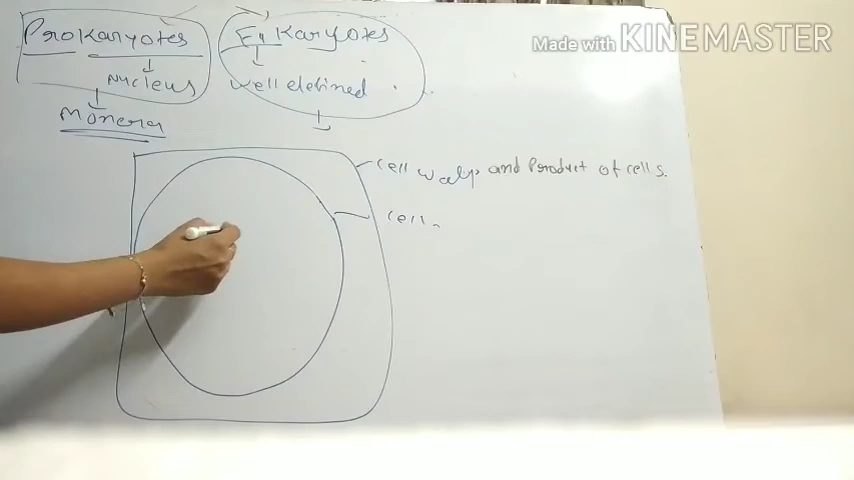 Prokaryotes
Eukaryotes
Made with KINEMASTER
Nucleus
well defined
Monera
cell walls and Product of cells.
cell